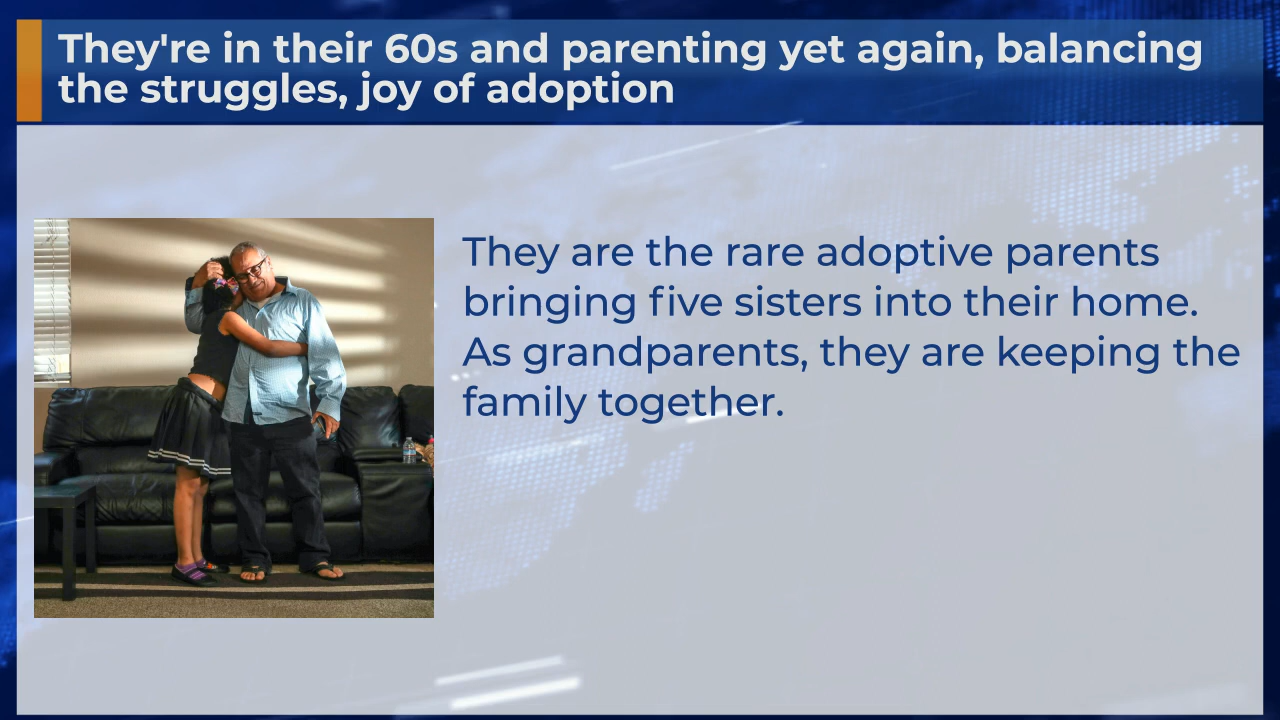 They're in their 60s and parenting yet again, balancing
the struggles, joy of adoption
They are the rare adoptive parents
bringing five sisters into their home.
As grandparents, they are keeping the
family together.